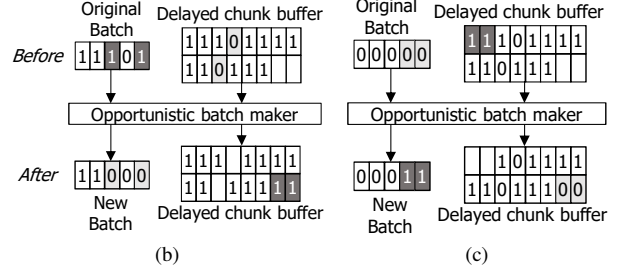 Original Batch
Delayed chunk buffer
Before
1 1 1 0 1
1 1 1 0 1 1 1 1
1 1 0 1 1 1
Opportunistic batch maker
After
1 1 0 0 0
New Batch
1 1 1 1 1 1 1
1 1 1 1 1 1 1
Delayed chunk buffer
(b)
Original Batch
Delayed chunk buffer
0 0 0 0 0
1 1 1 0 1 1 1 1
1 1 0 1 1 1
Opportunistic batch maker
0 0 0 1 1
New Batch
1 0 1 1 1 1
1 1 0 1 1 1 0 0
Delayed chunk buffer
(c)